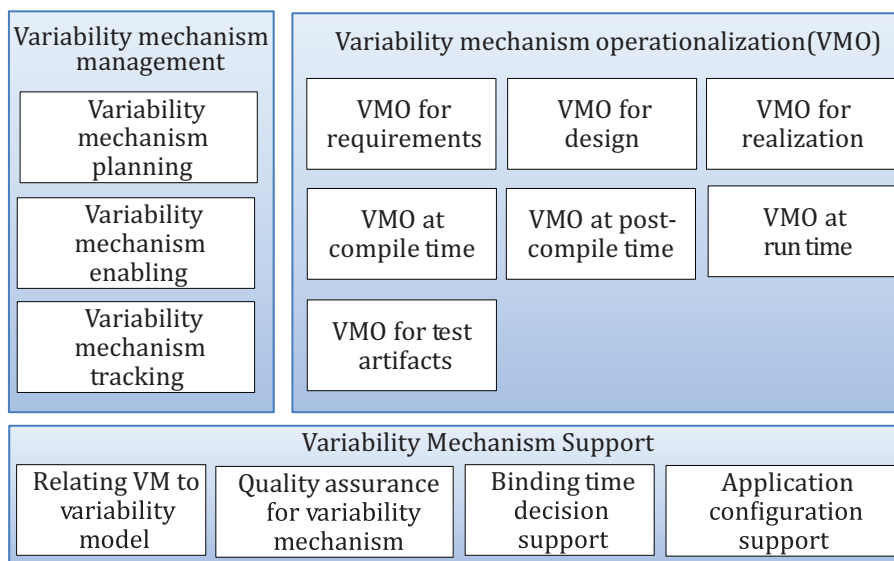 Variability mechanism
management
Variability
mechanism
planning
Variability
mechanism
enabling
Variability
mechanism
tracking
Variability mechanism operationalization(VMO)
VMO for
requirements
VMO for
design
VMO for
realization
VMO at
compile time
VMO at post-
compile time
VMO at
run time
VMO for test
artifacts
Variability Mechanism Support
Relating VM to
variability
model
Quality assurance
for variability
mechanism
Binding time
decision
support
Application
configuration
support